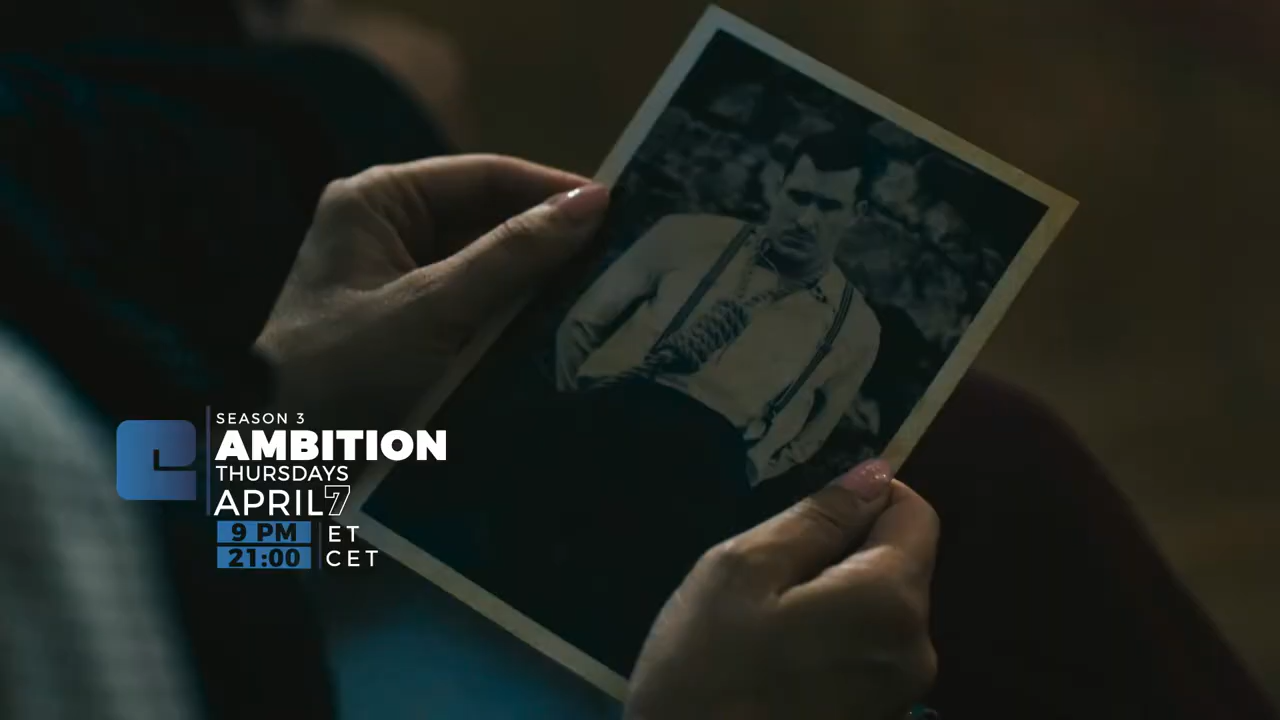 SEASON 3
AMBITION
THURSDAYS
APRIL 7
9 PM ET
21:00 CET